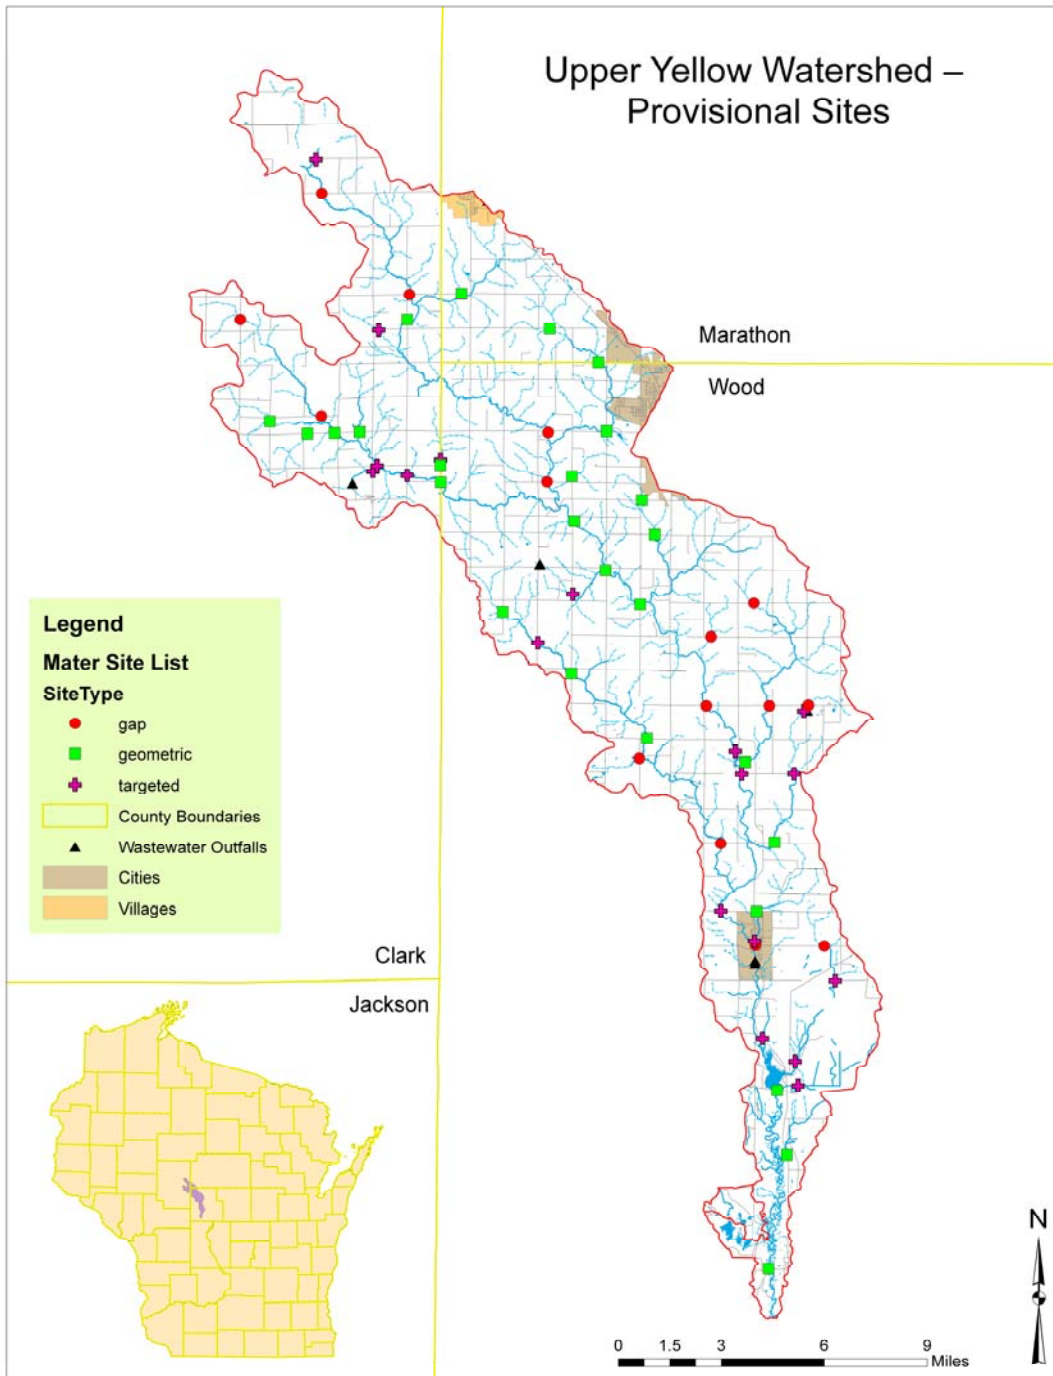 Upper Yellow Watershed –
Provisional Sites
Marathon
Wood
Legend
Mater Site List
SiteType
gap
geometric
targeted
County Boundaries
Wastewater Outfalls
Cities
Villages
Clark
Jackson
N
0 1.5 3 6 9
Miles